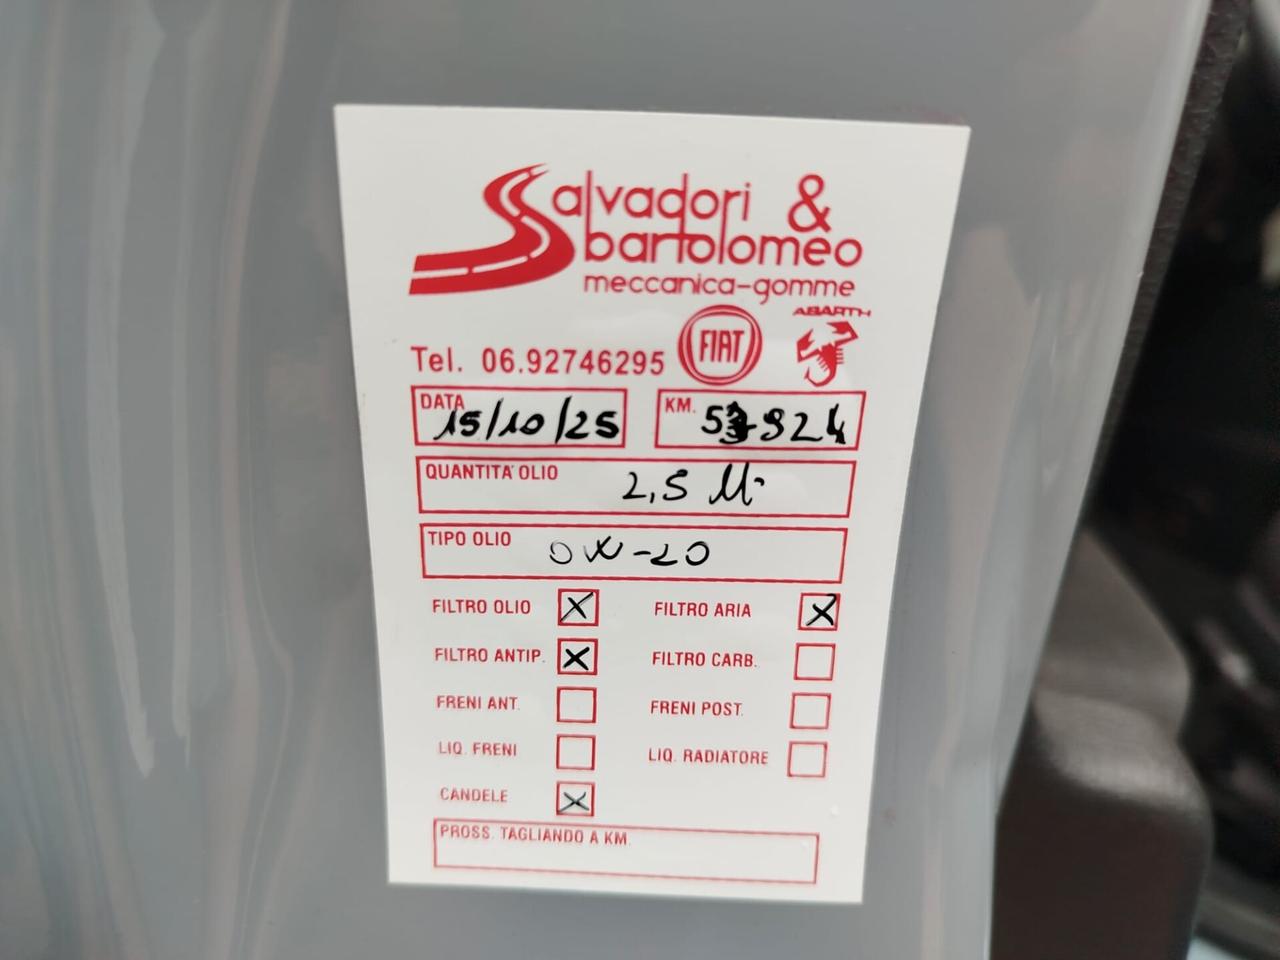 Salvadori &
bartolomeo
meccanica-gomme
FIAT ABARTH
Tel. 06.92746295
DATA 15/10/25 KM.
QUANTITA' OLIO 2,5
TIPO OLIO 0W-20
FILTRO OLIO X FILTRO ARIA X
FILTRO ANTIP. X FILTRO CARB.
FRENI ANT. FRENI POST.
LIQ. FRENI LIQ. RADIATORE
CANDELE X
PROSS. TAGLIANDO A KM.